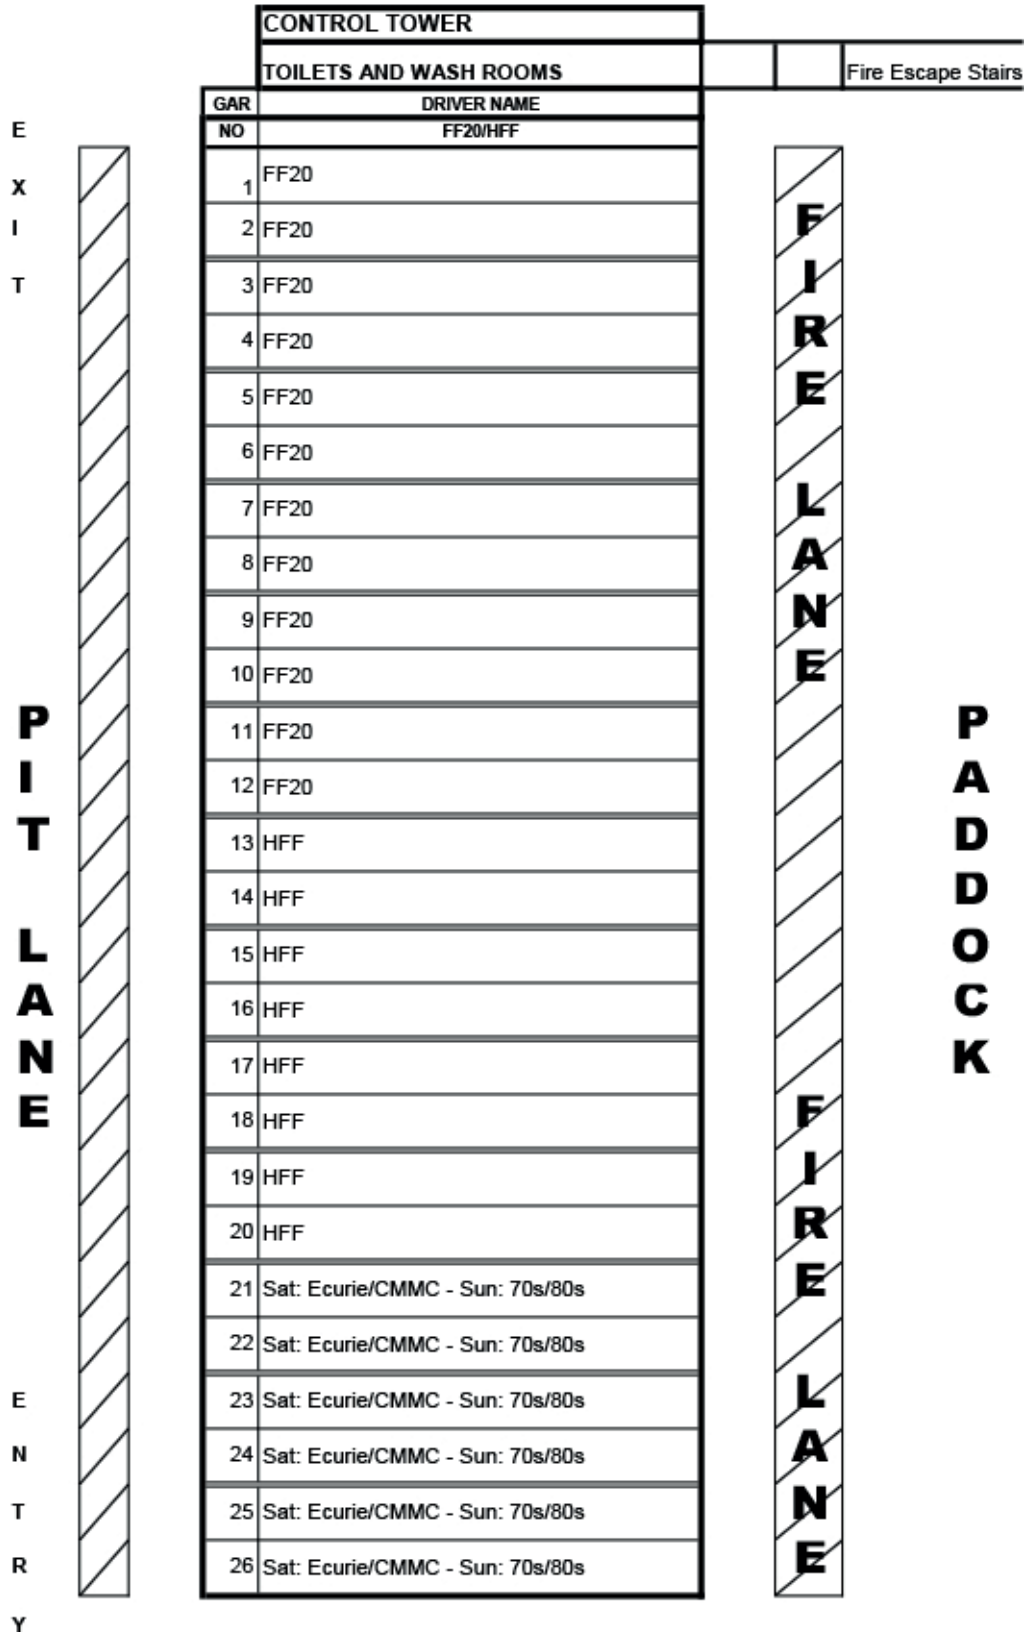 CONTROL TOWER
TOILETS AND WASH ROOMS
Fire Escape Stairs
GAR DRIVER NAME
NO FF20/HFF
1 FF20
2 FF20
3 FF20
4 FF20
5 FF20
6 FF20
7 FF20
8 FF20
9 FF20
10 FF20
11 FF20
12 FF20
13 HFF
14 HFF
15 HFF
16 HFF
17 HFF
18 HFF
19 HFF
20 HFF
21 Sat: Ecurie/CMMC - Sun: 70s/80s
22 Sat: Ecurie/CMMC - Sun: 70s/80s
23 Sat: Ecurie/CMMC - Sun: 70s/80s
24 Sat: Ecurie/CMMC - Sun: 70s/80s
25 Sat: Ecurie/CMMC - Sun: 70s/80s
26 Sat: Ecurie/CMMC - Sun: 70s/80s
EXIT
PIT LANE
ENTRY
FIRE LANE
FIRE LANE
PADDOCK